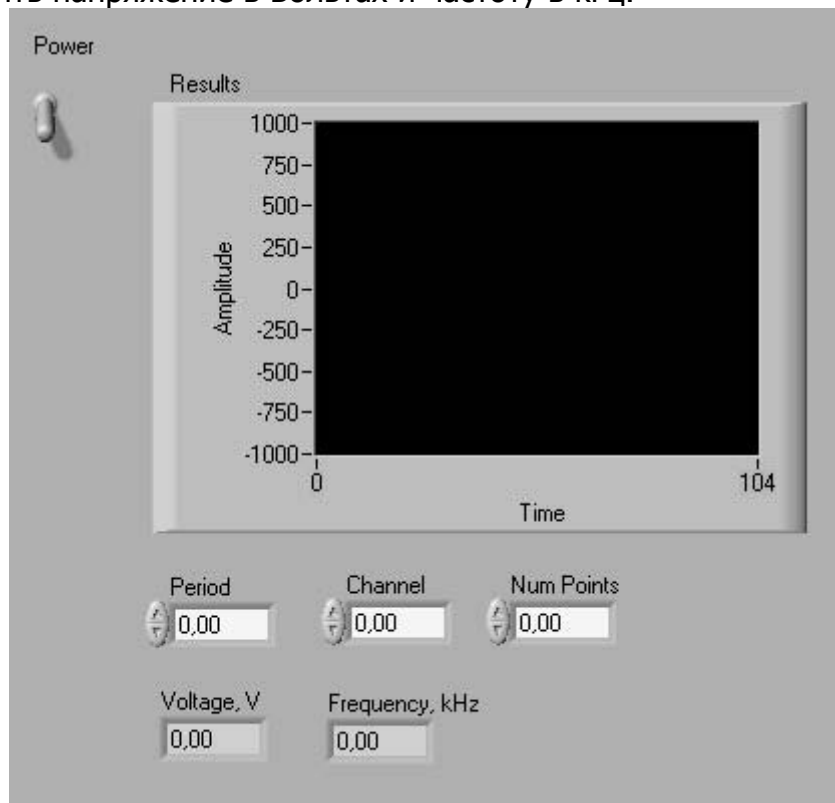 напряжение в вольтах и частоту в кГц.
Power
Results
1000
750
500
250
0
-250
-500
-750
-1000
Amplitude
0 104
Time
Period Channel Num Points
0,00 0,00 0,00
Voltage, V Frequency, kHz
0,00 0,00